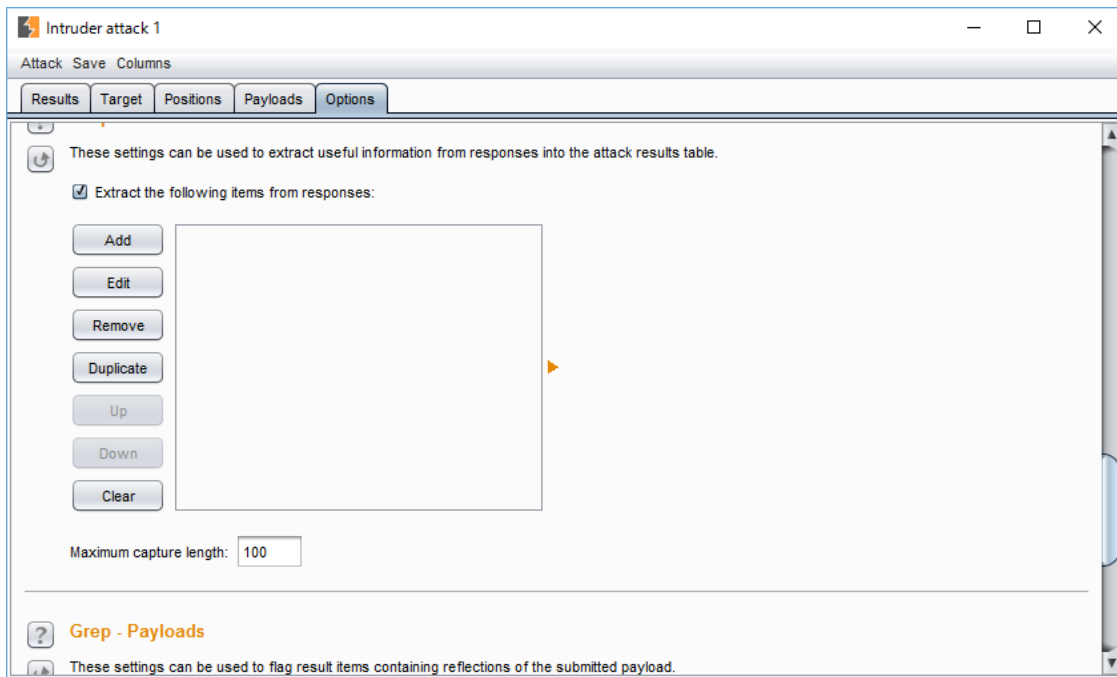 Intruder attack 1
Attack Save Columns
Results Target Positions Payloads Options
These settings can be used to extract useful information from responses into the attack results table.
Extract the following items from responses:
Add
Edit
Remove
Duplicate
Up
Down
Clear
Maximum capture length: 100
?
Grep - Payloads
These settings can be used to flag result items containing reflections of the submitted payload.